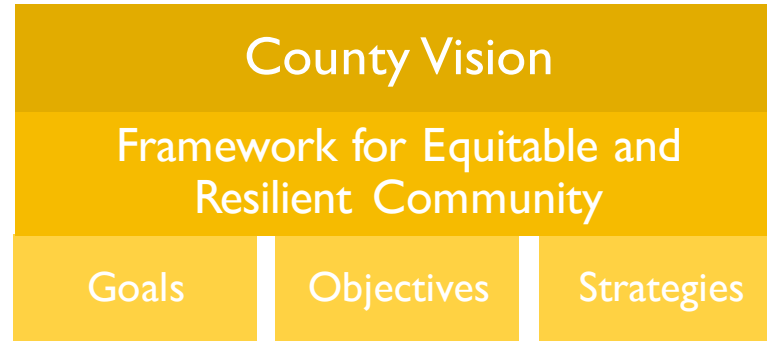 County Vision
Framework for Equitable and
Resilient Community
Goals
Objectives
Strategies